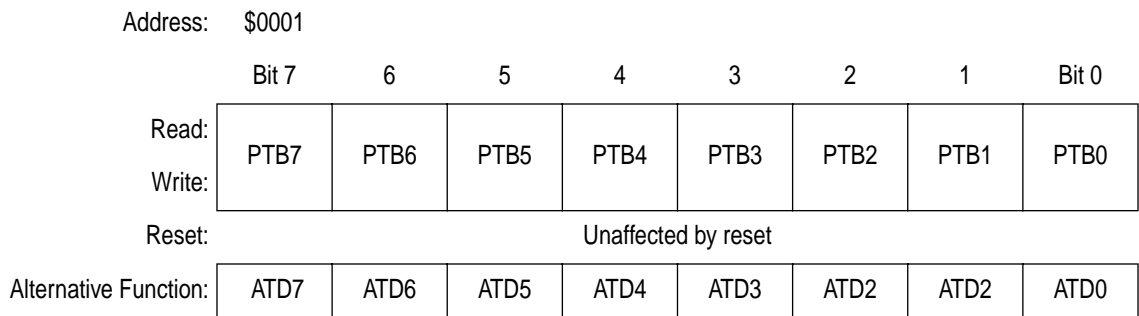 Address: $0001
Bit 7 6 5 4 3 2 1 Bit 0
Read:
PTB7 PTB6 PTB5 PTB4 PTB3 PTB2 PTB1 PTB0
Write:
Reset: Unaffected by reset
Alternative Function: ATD7 ATD6 ATD5 ATD4 ATD3 ATD2 ATD2 ATD0